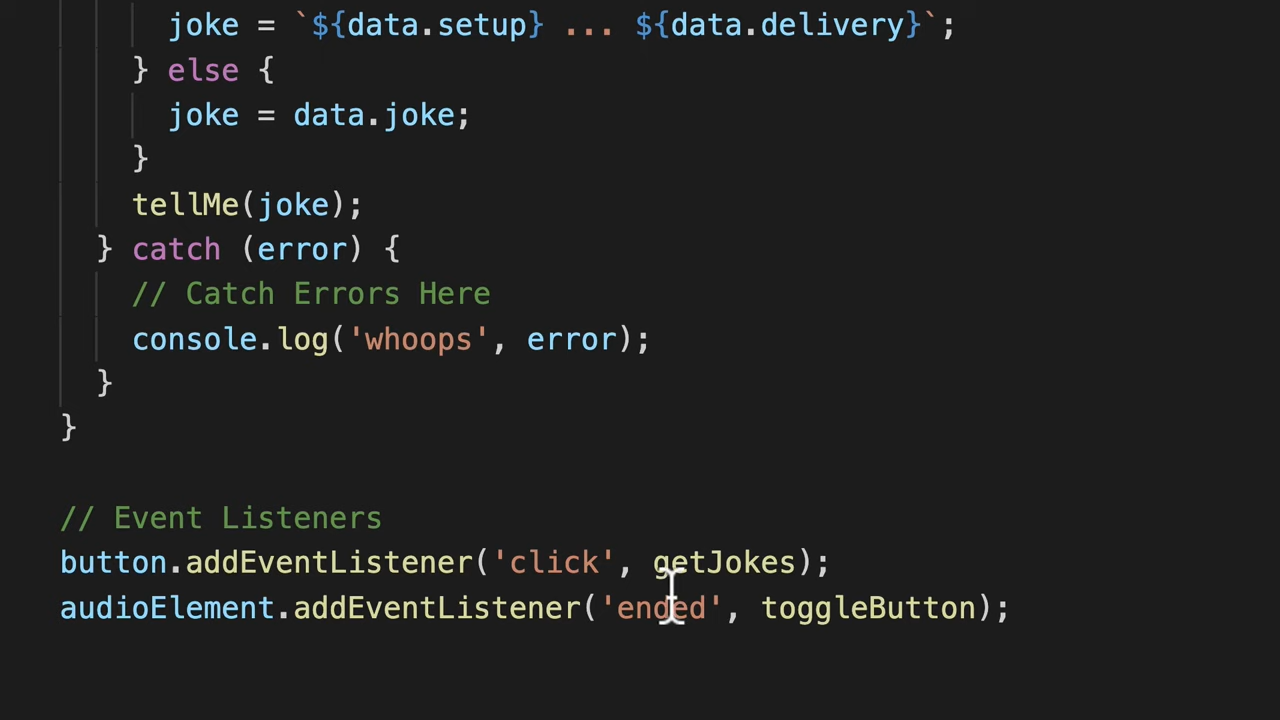 joke = `${data.setup} ... ${data.delivery}`;
} else {
joke = data.joke;
}
tellMe(joke);
} catch (error) {
// Catch Errors Here
console.log('whoops', error);
}
}
// Event Listeners
button.addEventListener('click', getJokes);
audioElement.addEventListener('ended', toggleButton);